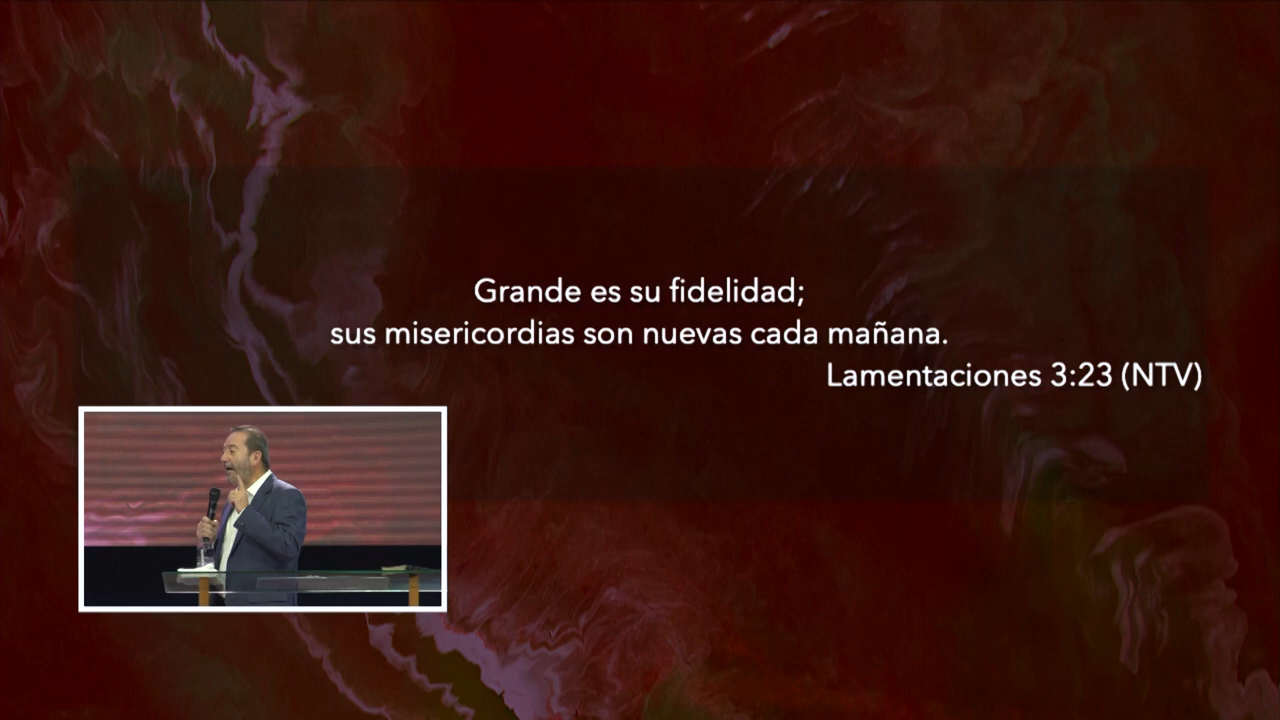 Grande es su fidelidad;
sus misericordias son nuevas cada mañana.
Lamentaciones 3:23 (NTV)